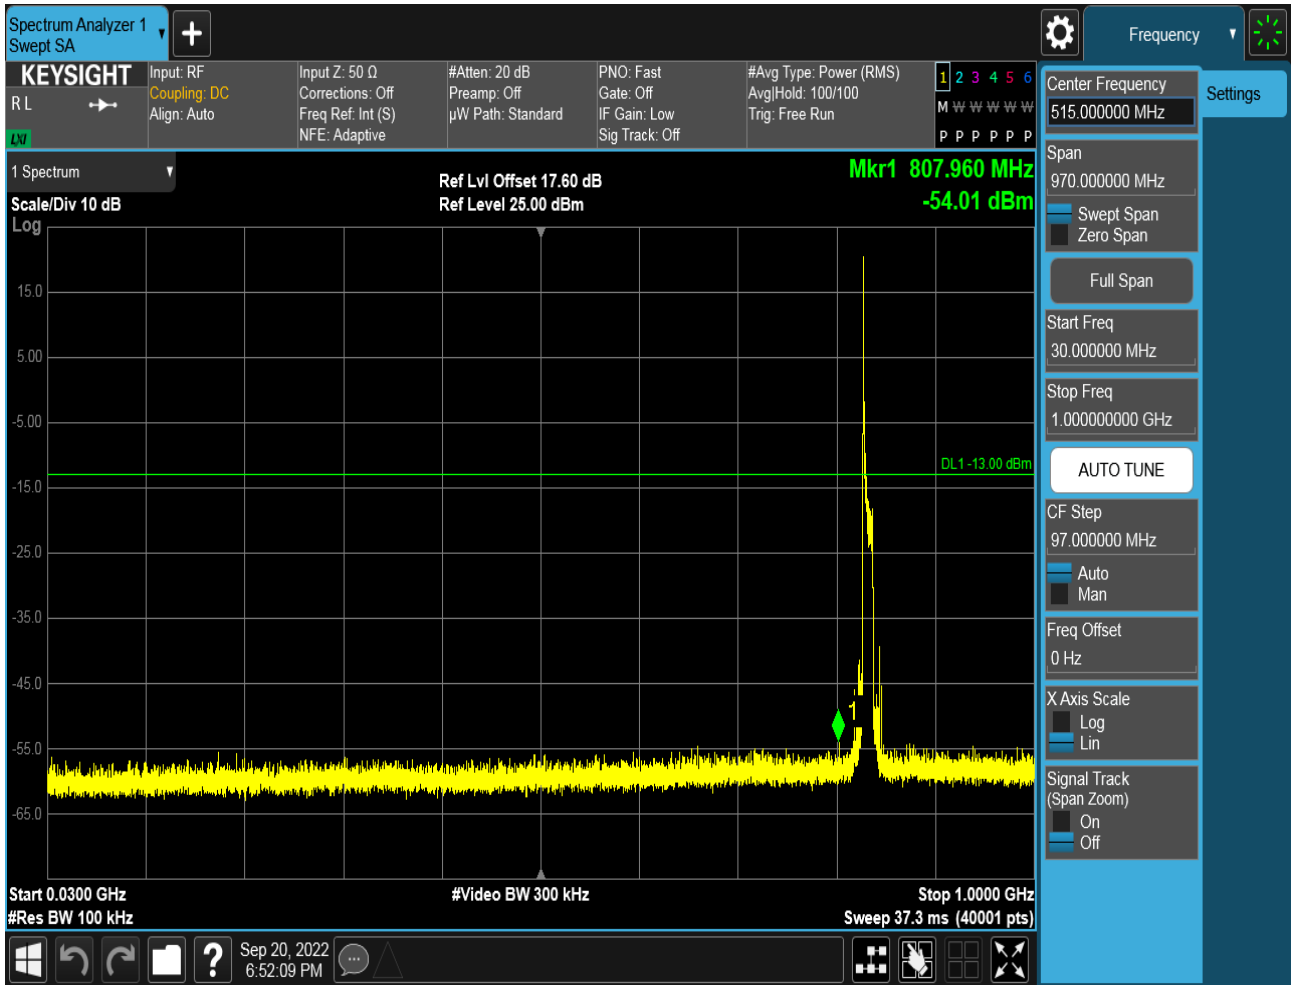 Spectrum Analyzer 1
Swept SA
Frequency
KEYSIGHT
R L
LXI
Input: RF
Coupling: DC
Align: Auto
Input Z: 50 Ω
Corrections: Off
Freq Ref: Int (S)
NFE: Adaptive
#Atten: 20 dB
Preamp: Off
µW Path: Standard
PNO: Fast
Gate: Off
IF Gain: Low
Sig Track: Off
#Avg Type: Power (RMS)
Avg|Hold: 100/100
Trig: Free Run
1 2 3 4 5 6
M W W W W W
P P P P P P
1 Spectrum
Scale/Div 10 dB
Log
Ref Lvl Offset 17.60 dB
Ref Level 25.00 dBm
Mkr1 807.960 MHz
-54.01 dBm
15.0
5.00
-5.00
-15.0
-25.0
-35.0
-45.0
-55.0
-65.0
DL1 -13.00 dBm
1
Start 0.0300 GHz
#Res BW 100 kHz
#Video BW 300 kHz
Stop 1.0000 GHz
Sweep 37.3 ms (40001 pts)
Sep 20, 2022
6:52:09 PM
Center Frequency
515.000000 MHz
Settings
Span
970.000000 MHz
Swept Span
Zero Span
Full Span
Start Freq
30.000000 MHz
Stop Freq
1.000000000 GHz
AUTO TUNE
CF Step
97.000000 MHz
Auto
Man
Freq Offset
0 Hz
X Axis Scale
Log
Lin
Signal Track
(Span Zoom)
On
Off